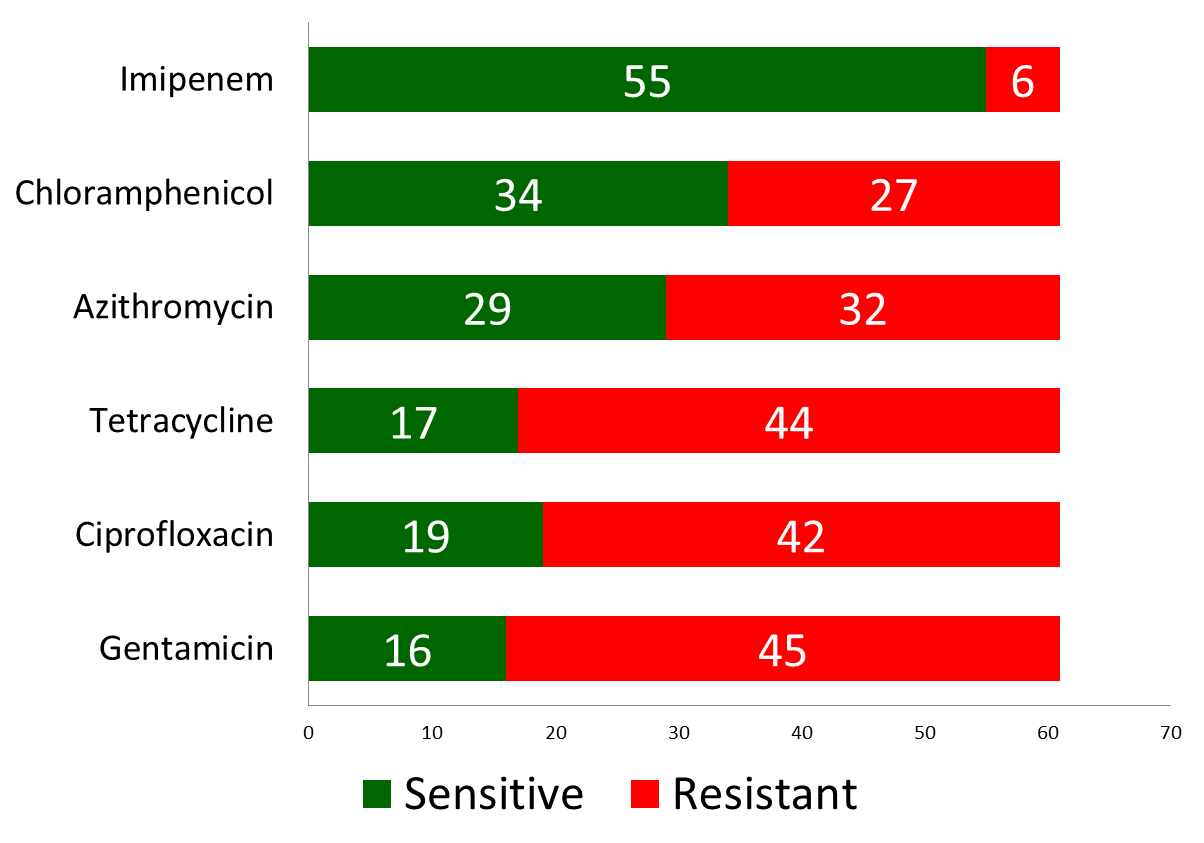 Imipenem 55 6
Chloramphenicol 34 27
Azithromycin 29 32
Tetracycline 17 44
Ciprofloxacin 19 42
Gentamicin 16 45
0 10 20 30 40 50 60 70
Sensitive Resistant